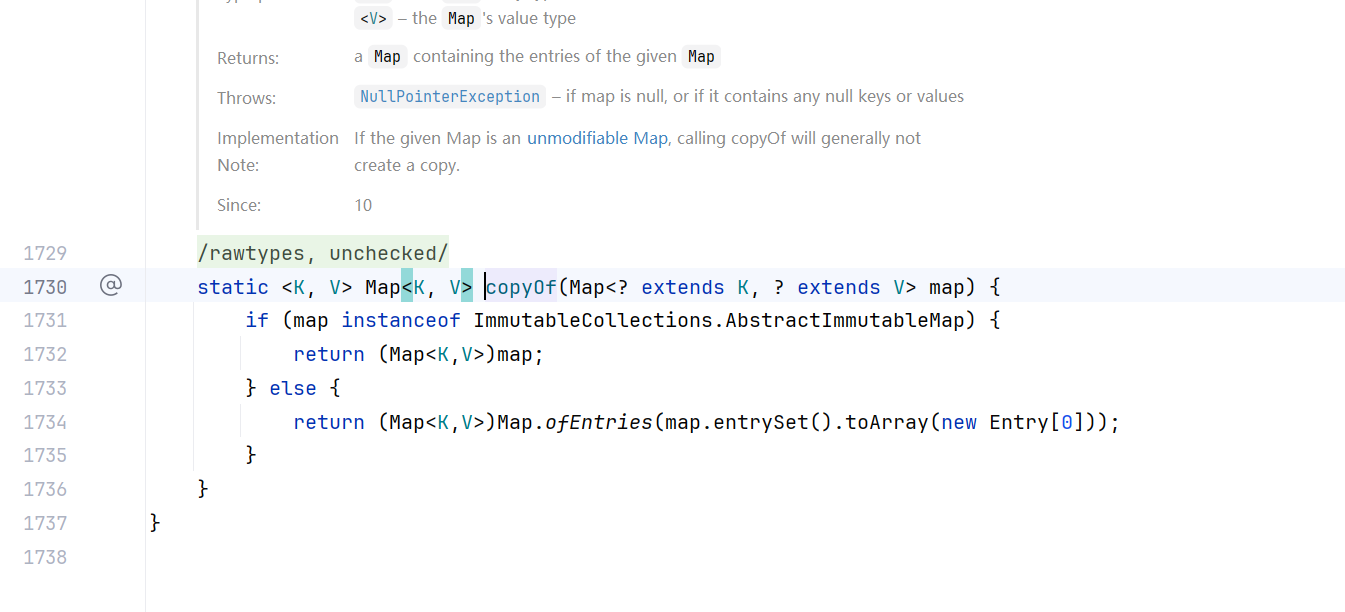 <V> – the Map 's value type
Returns: a Map containing the entries of the given Map
Throws: NullPointerException – if map is null, or if it contains any null keys or values
Implementation If the given Map is an unmodifiable Map, calling copyOf will generally not
Note: create a copy.
Since: 10
1729 /rawtypes, unchecked/
1730 @ static <K, V> Map<K, V> copyOf(Map<? extends K, ? extends V> map) {
1731 if (map instanceof ImmutableCollections.AbstractImmutableMap) {
1732 return (Map<K,V>)map;
1733 } else {
1734 return (Map<K,V>)Map.ofEntries(map.entrySet().toArray(new Entry[0]));
1735 }
1736 }
1737 }
1738